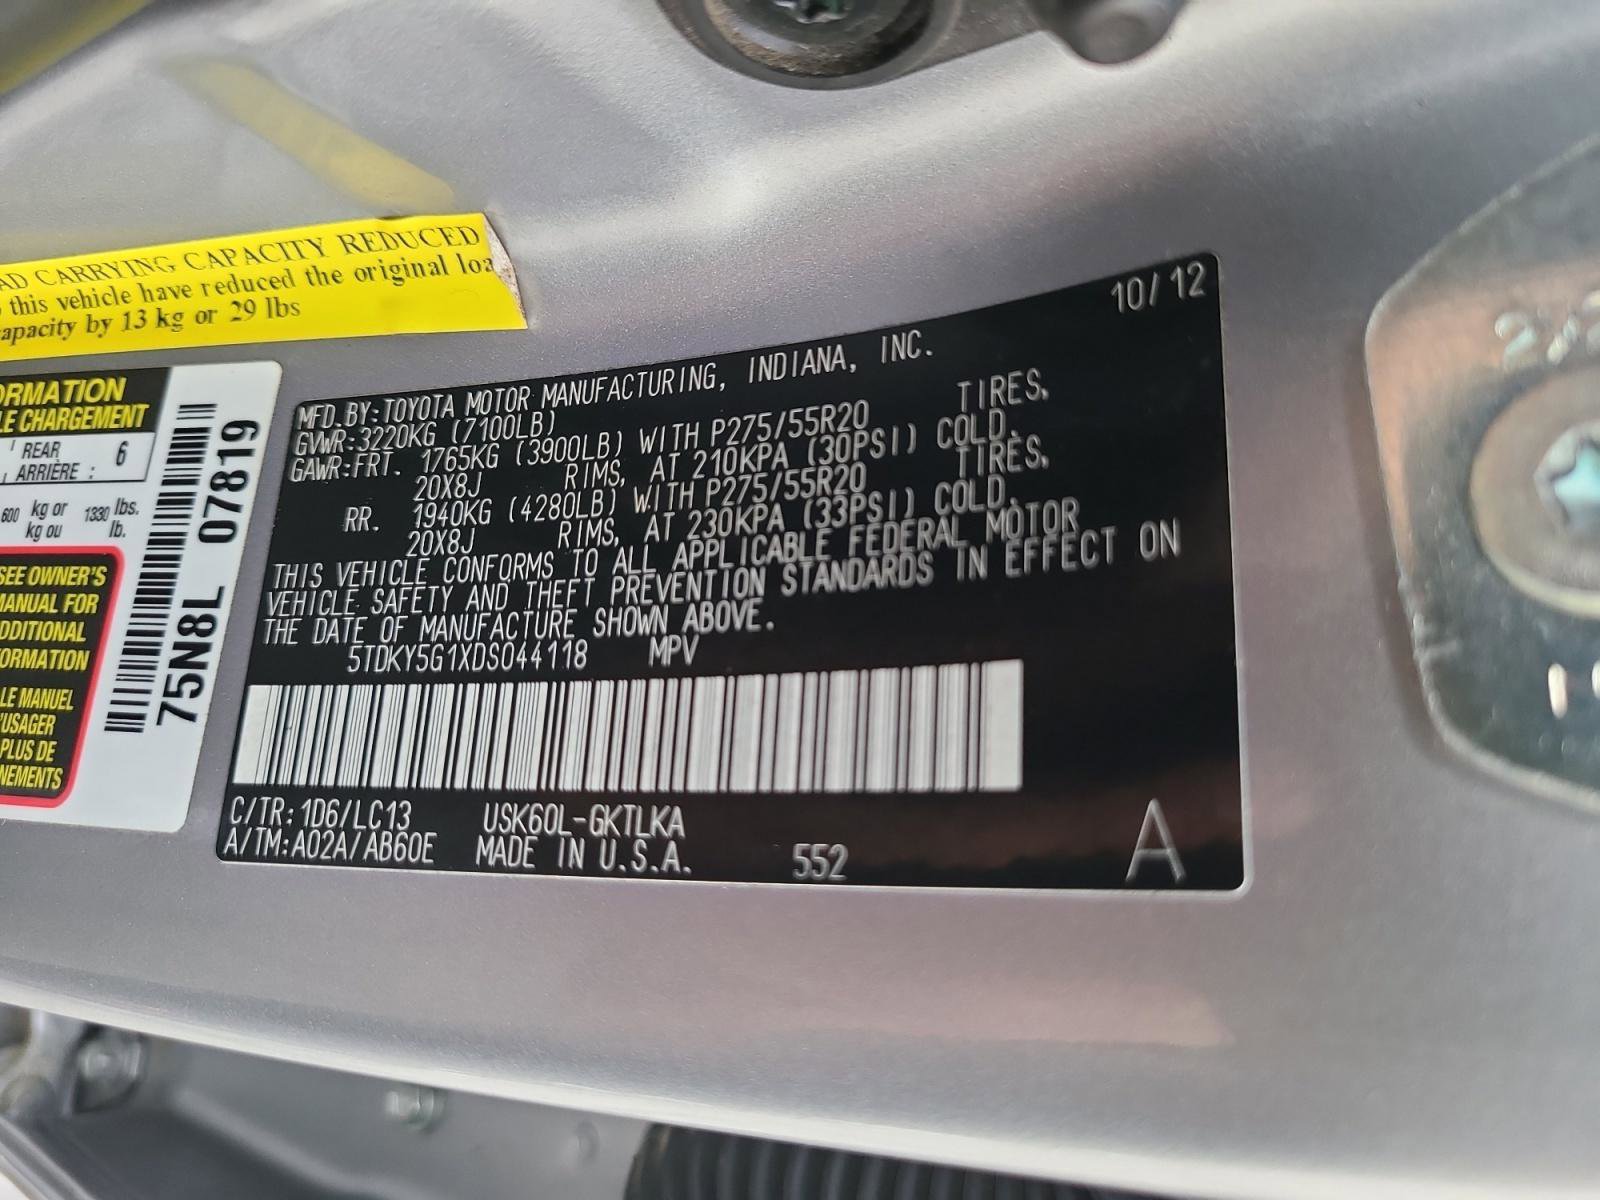 AD CARRYING CAPACITY REDUCED
this vehicle have reduced the original loa
apacity by 13 kg or 29 lbs
ORMATION
LE CHARGEMENT
REAR
ARRIÈRE : 6
600 kg or 1330 lbs.
kg ou lb.
SEE OWNER'S
MANUAL FOR
DDITIONAL
ORMATION
LE MANUEL
'USAGER
PLUS DE
NEMENTS
75N8L 07819
10/12
MFD.BY:TOYOTA MOTOR MANUFACTURING, INDIANA, INC.
GVWR:3220KG (7100LB)
GAWR:FRT. 1765KG (3900LB) WITH P275/55R20 TIRES,
20X8J RIMS, AT 210KPA (30PSI) COLD.
RR. 1940KG (4280LB) WITH P275/55R20 TIRES,
20X8J RIMS, AT 230KPA (33PSI) COLD.
THIS VEHICLE CONFORMS TO ALL APPLICABLE FEDERAL MOTOR
VEHICLE SAFETY AND THEFT PREVENTION STANDARDS IN EFFECT ON
THE DATE OF MANUFACTURE SHOWN ABOVE.
5TDKY5G1XDS044118 MPV
C/TR:1D6/LC13 USK60L-GKTLKA
A/TM:A02A/AB60E MADE IN U.S.A. 552
A